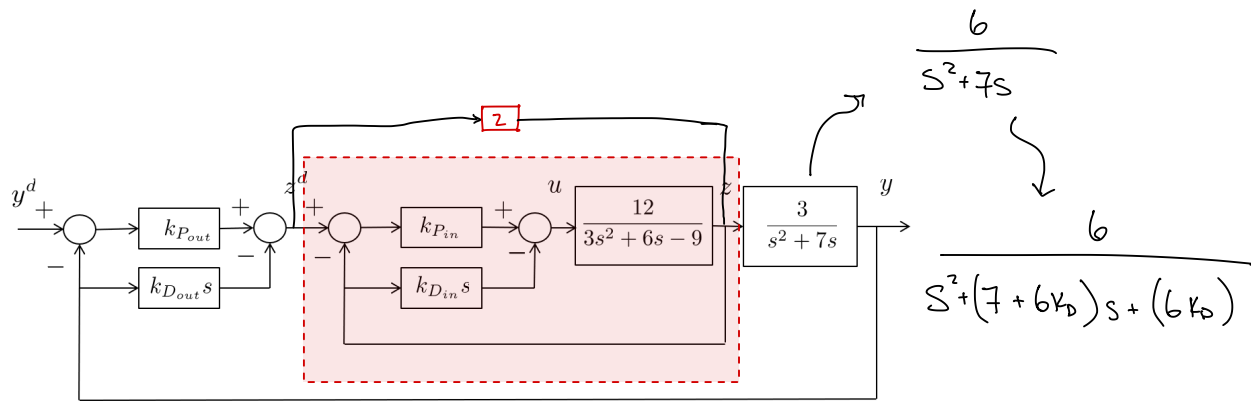 6
s²+7s
2
y^d
+
−
k_{P_{out}}
+
−
k_{D_{out}}s
z^d
+
−
k_{P_{in}}
+
−
k_{D_{in}}s
u
12
3s² + 6s − 9
z
3
s² + 7s
y
6
s²+(7 + 6k_D)s + (6k_D)